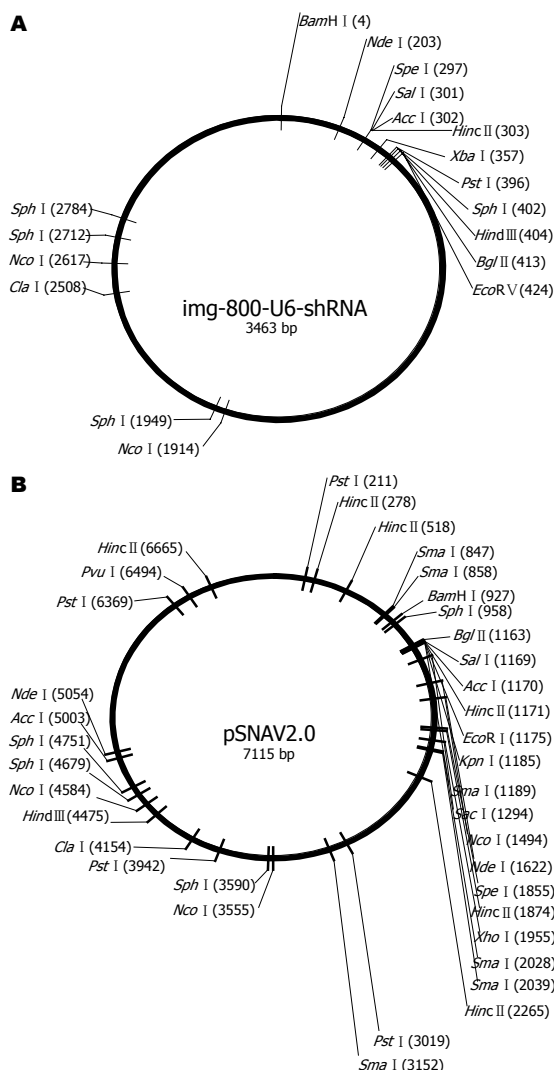 A
BamH I (4)
Nde I (203)
Spe I (297)
Sal I (301)
Acc I (302)
Hinc II (303)
Xba I (357)
Pst I (396)
Sph I (402)
Hind III (404)
Bgl II (413)
EcoR V (424)
Sph I (2784)
Sph I (2712)
Nco I (2617)
Cla I (2508)
img-800-U6-shRNA
3463 bp
Sph I (1949)
Nco I (1914)
B
Pst I (211)
Hinc II (278)
Hinc II (518)
Hinc II (6665)
Pvu I (6494)
Pst I (6369)
Sma I (847)
Sma I (858)
BamH I (927)
Sph I (958)
Bgl II (1163)
Sal I (1169)
Acc I (1170)
Hinc II (1171)
EcoR I (1175)
Kpn I (1185)
Sma I (1189)
Sac I (1294)
Nco I (1494)
Nde I (1622)
Spe I (1855)
Hinc II (1874)
Xho I (1955)
Sma I (2028)
Sma I (2039)
Hinc II (2265)
Nde I (5054)
Acc I (5003)
Sph I (4751)
Sph I (4679)
Nco I (4584)
Hind III (4475)
Cla I (4154)
Pst I (3942)
Sph I (3590)
Nco I (3555)
pSNAV2.0
7115 bp
Pst I (3019)
Sma I (3152)